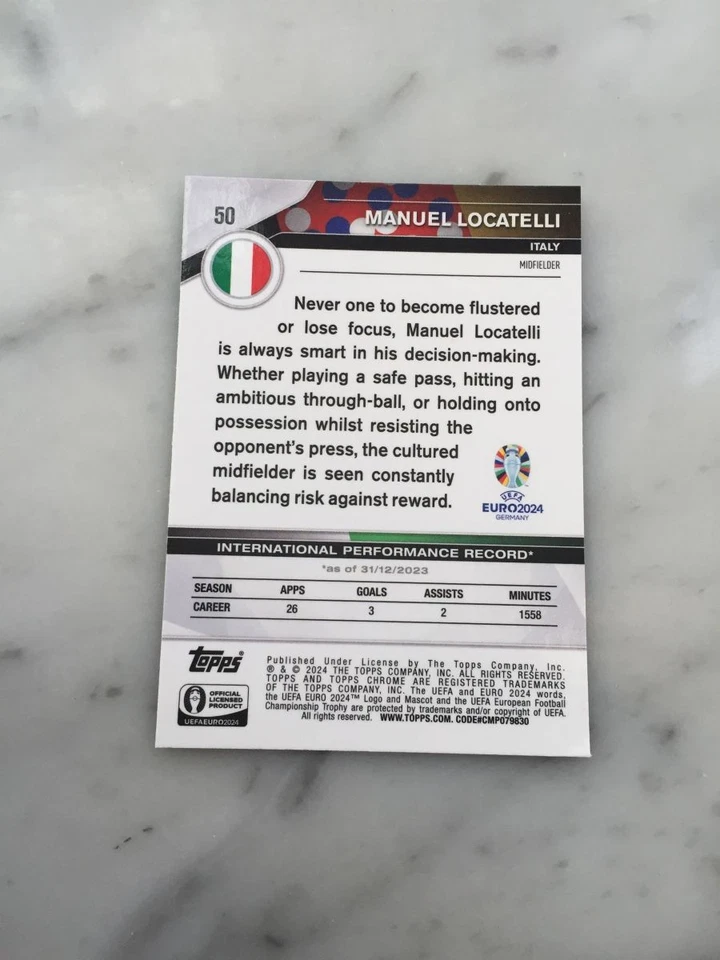 50
MANUEL LOCATELLI
ITALY
MIDFIELDER
Never one to become flustered
or lose focus, Manuel Locatelli
is always smart in his decision-making.
Whether playing a safe pass, hitting an
ambitious through-ball, or holding onto
possession whilst resisting the
opponent's press, the cultured
midfielder is seen constantly
balancing risk against reward.
UEFA
EURO2024
GERMANY
INTERNATIONAL PERFORMANCE RECORD*
*as of 31/12/2023
SEASON APPS GOALS ASSISTS MINUTES
CAREER 26 3 2 1558
topps®
OFFICIAL
LICENSED
PRODUCT
UEFAEURO2024
Published Under License by The Topps Company, Inc.
® & © 2024 THE TOPPS COMPANY, INC. ALL RIGHTS RESERVED.
TOPPS AND TOPPS CHROME ARE REGISTERED TRADEMARKS
OF THE TOPPS COMPANY, INC. The UEFA and EURO 2024 words,
the UEFA EURO 2024™ Logo and Mascot and the UEFA European Football
Championship Trophy are protected by trademarks and/or copyright of UEFA.
All rights reserved. WWW.TOPPS.COM. CODE#CMP079830